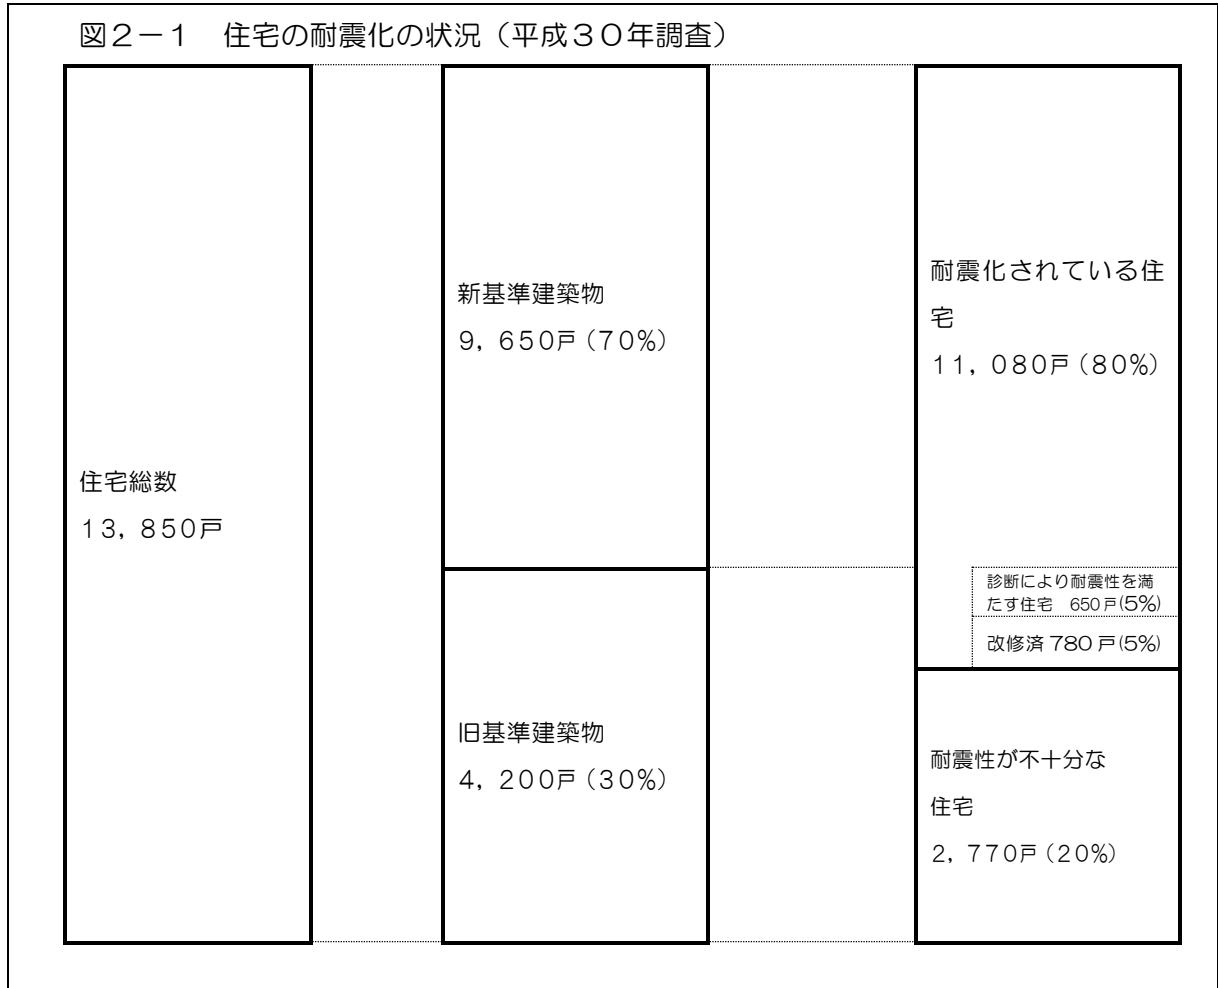 図２－１　住宅の耐震化の状況（平成３０年調査）
住宅総数
１３，８５０戸
新基準建築物
９，６５０戸（７０％）
旧基準建築物
４，２００戸（３０％）
耐震化されている住
宅
１１，０８０戸（８０％）
診断により耐震性を満
たす住宅　650戸(5%)
改修済 780 戸(5%)
耐震性が不十分な
住宅
２，７７０戸（２０％）